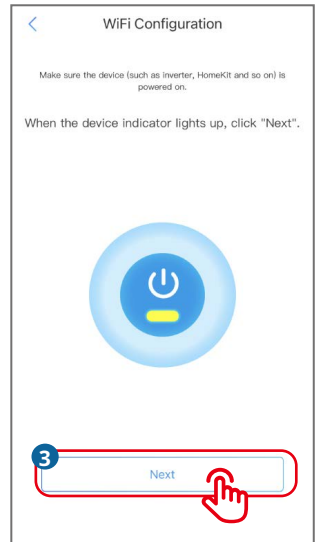 WiFi Configuration
Make sure the device (such as inverter, HomeKit and so on) is
powered on.
When the device indicator lights up, click "Next".
3
Next